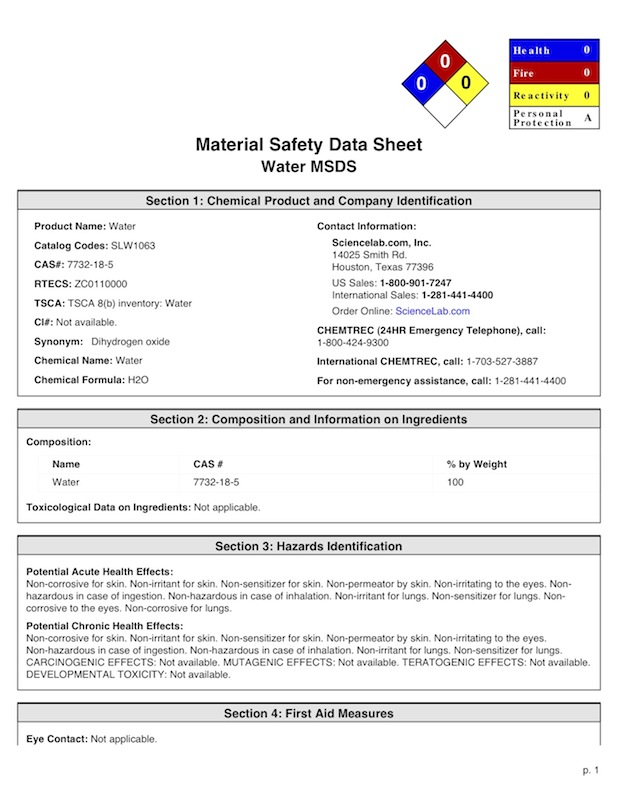 0
0
0
Health 0
Fire 0
Reactivity 0
Personal
Protection A
Material Safety Data Sheet
Water MSDS
Section 1: Chemical Product and Company Identification
Product Name: Water
Catalog Codes: SLW1063
CAS#: 7732-18-5
RTECS: ZC0110000
TSCA: TSCA 8(b) inventory: Water
CI#: Not available.
Synonym: Dihydrogen oxide
Chemical Name: Water
Chemical Formula: H2O
Contact Information:
Sciencelab.com, Inc.
14025 Smith Rd.
Houston, Texas 77396
US Sales: 1-800-901-7247
International Sales: 1-281-441-4400
Order Online: ScienceLab.com
CHEMTREC (24HR Emergency Telephone), call:
1-800-424-9300
International CHEMTREC, call: 1-703-527-3887
For non-emergency assistance, call: 1-281-441-4400
Section 2: Composition and Information on Ingredients
Composition:
Name CAS # % by Weight
Water 7732-18-5 100
Toxicological Data on Ingredients: Not applicable.
Section 3: Hazards Identification
Potential Acute Health Effects:
Non-corrosive for skin. Non-irritant for skin. Non-sensitizer for skin. Non-permeator by skin. Non-irritating to the eyes. Non-
hazardous in case of ingestion. Non-hazardous in case of inhalation. Non-irritant for lungs. Non-sensitizer for lungs. Non-
corrosive to the eyes. Non-corrosive for lungs.
Potential Chronic Health Effects:
Non-corrosive for skin. Non-irritant for skin. Non-sensitizer for skin. Non-permeator by skin. Non-irritating to the eyes.
Non-hazardous in case of ingestion. Non-hazardous in case of inhalation. Non-irritant for lungs. Non-sensitizer for lungs.
CARCINOGENIC EFFECTS: Not available. MUTAGENIC EFFECTS: Not available. TERATOGENIC EFFECTS: Not available.
DEVELOPMENTAL TOXICITY: Not available.
Section 4: First Aid Measures
Eye Contact: Not applicable.
p. 1